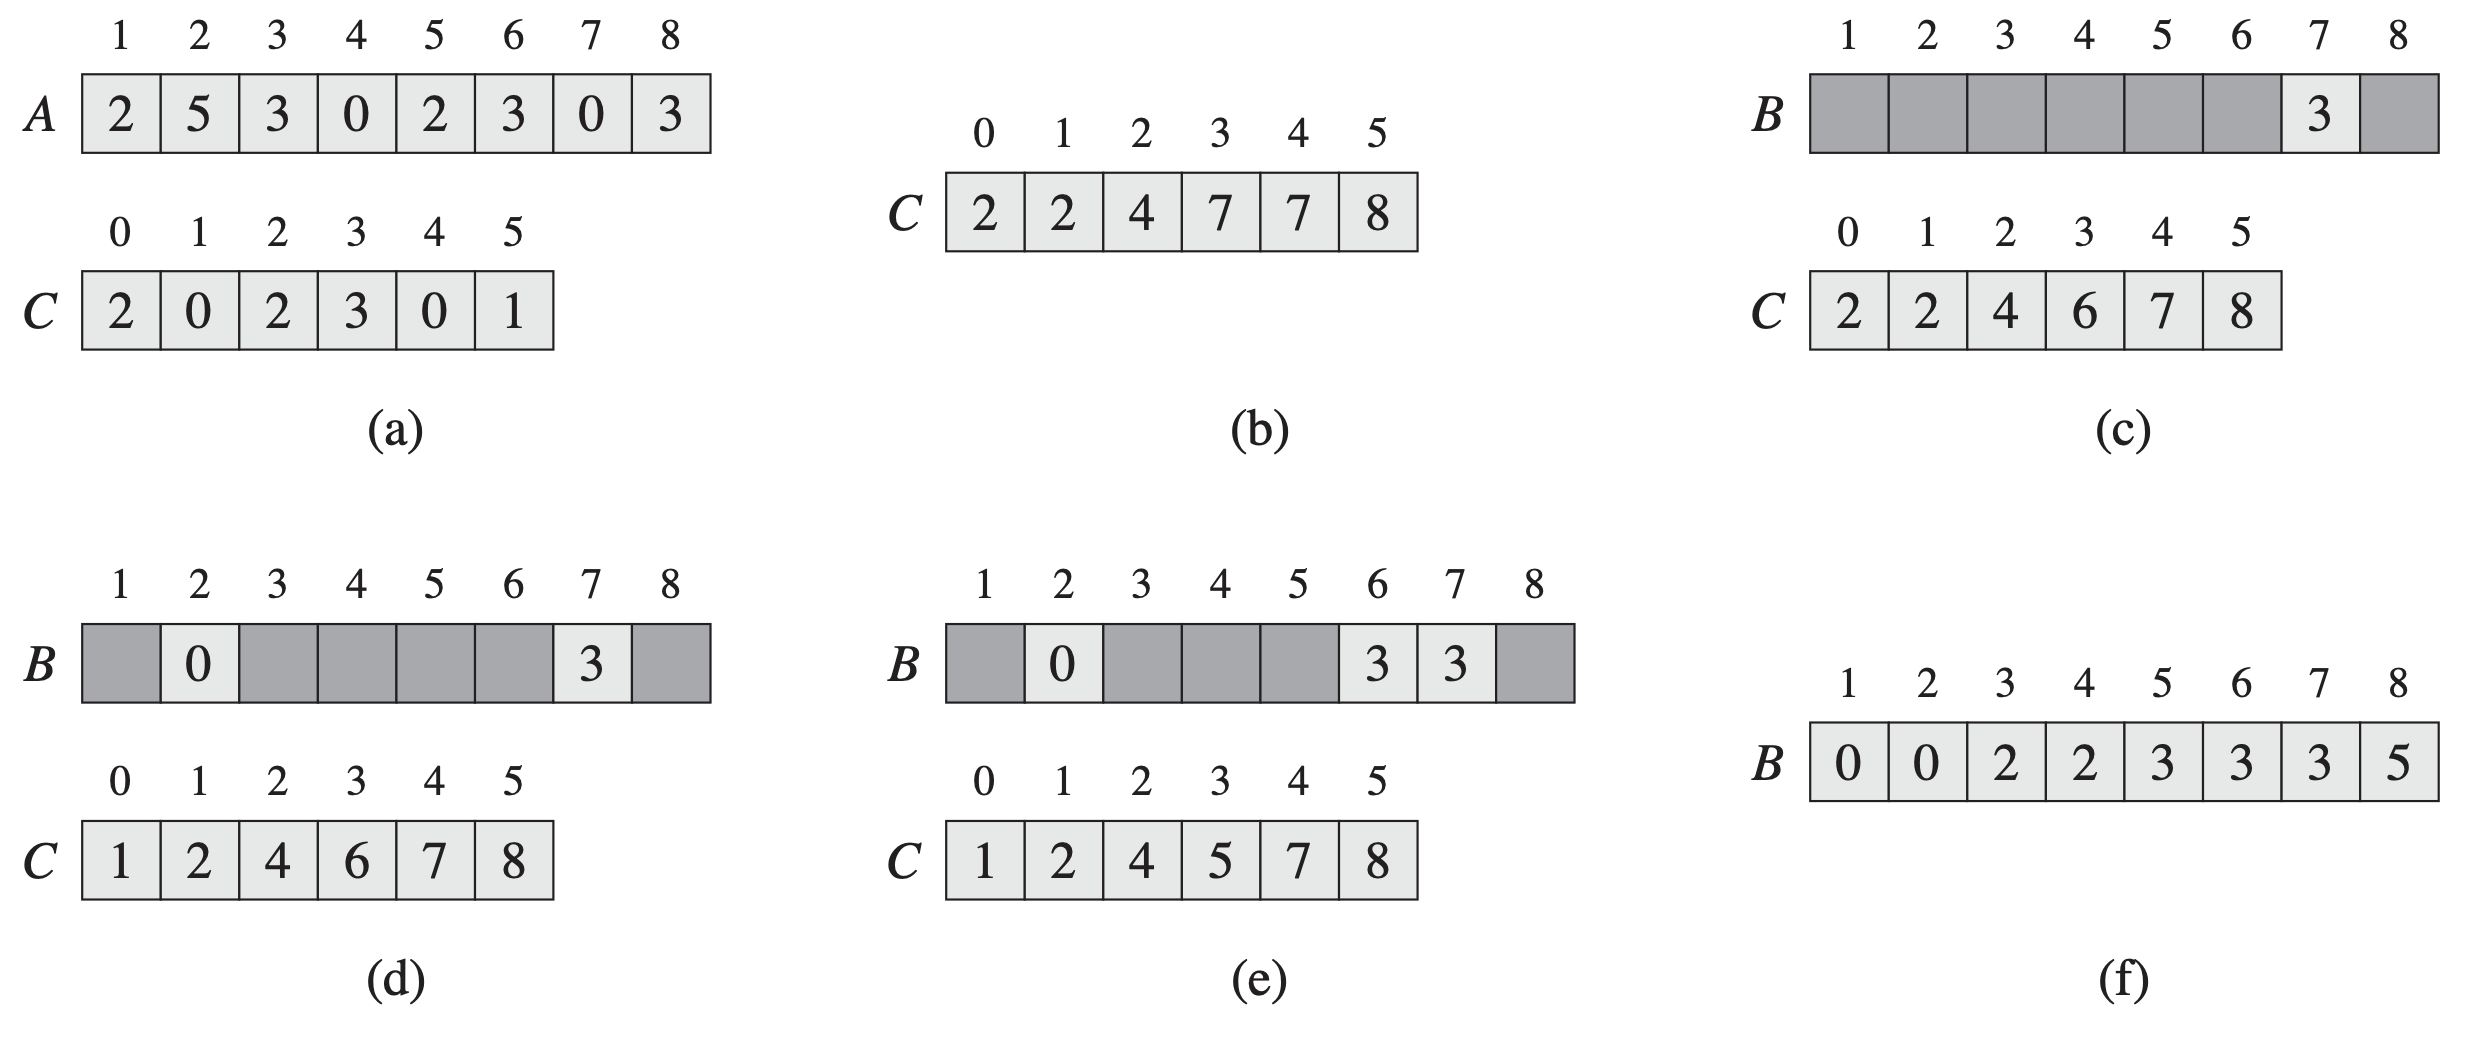 1 2 3 4 5 6 7 8
A 2 5 3 0 2 3 0 3
0 1 2 3 4 5
C 2 0 2 3 0 1
(a)
0 1 2 3 4 5
C 2 2 4 7 7 8
(b)
1 2 3 4 5 6 7 8
B 3
0 1 2 3 4 5
C 2 2 4 6 7 8
(c)
1 2 3 4 5 6 7 8
B 0 3
0 1 2 3 4 5
C 1 2 4 6 7 8
(d)
1 2 3 4 5 6 7 8
B 0 3 3
0 1 2 3 4 5
C 1 2 4 5 7 8
(e)
1 2 3 4 5 6 7 8
B 0 0 2 2 3 3 3 5
(f)